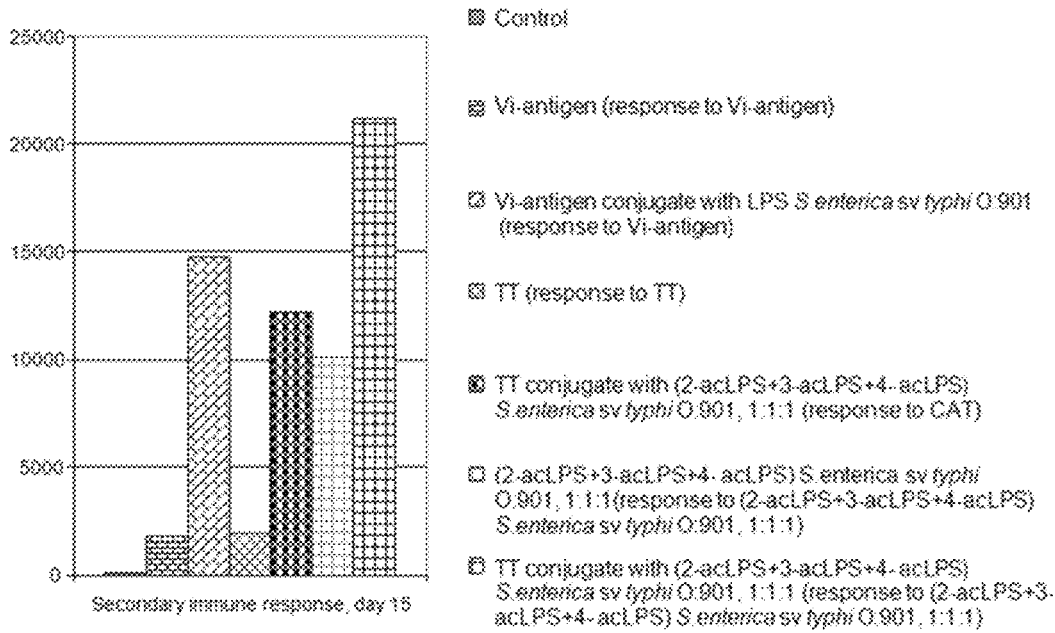 25000
20000
15000
10000
5000
0
Secondary immune response, day 15
Control
Vi-antigen (response to Vi-antigen)
Vi-antigen conjugate with LPS S.enterica sv typhi O:901
(response to Vi-antigen)
TT (response to TT)
TT conjugate with (2-acLPS+3-acLPS+4- acLPS)
S.enterica sv typhi O:901, 1:1:1 (response to CAT)
(2-acLPS+3-acLPS+4- acLPS) S.enterica sv typhi
O:901, 1:1:1(response to (2-acLPS+3-acLPS+4-acLPS)
S.enterica sv typhi O:901, 1:1:1)
TT conjugate with (2-acLPS+3-acLPS+4- acLPS)
S.enterica sv typhi O:901, 1:1:1 (response to (2-acLPS+3-
acLPS+4- acLPS) S.enterica sv typhi O:901, 1:1:1)